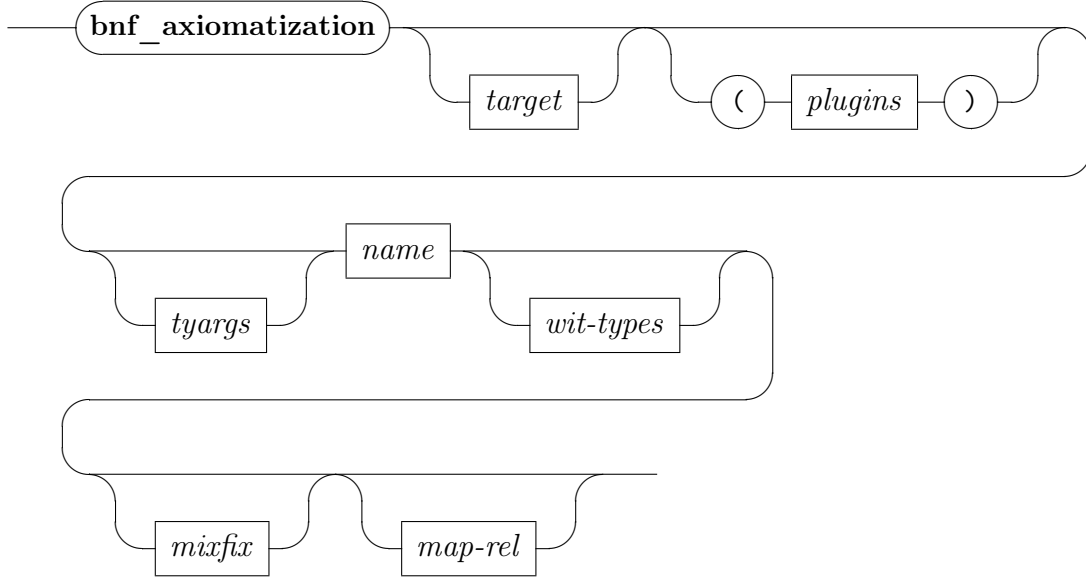 bnf_axiomatization
target ( plugins )
name
tyargs wit-types
mixfix map-rel